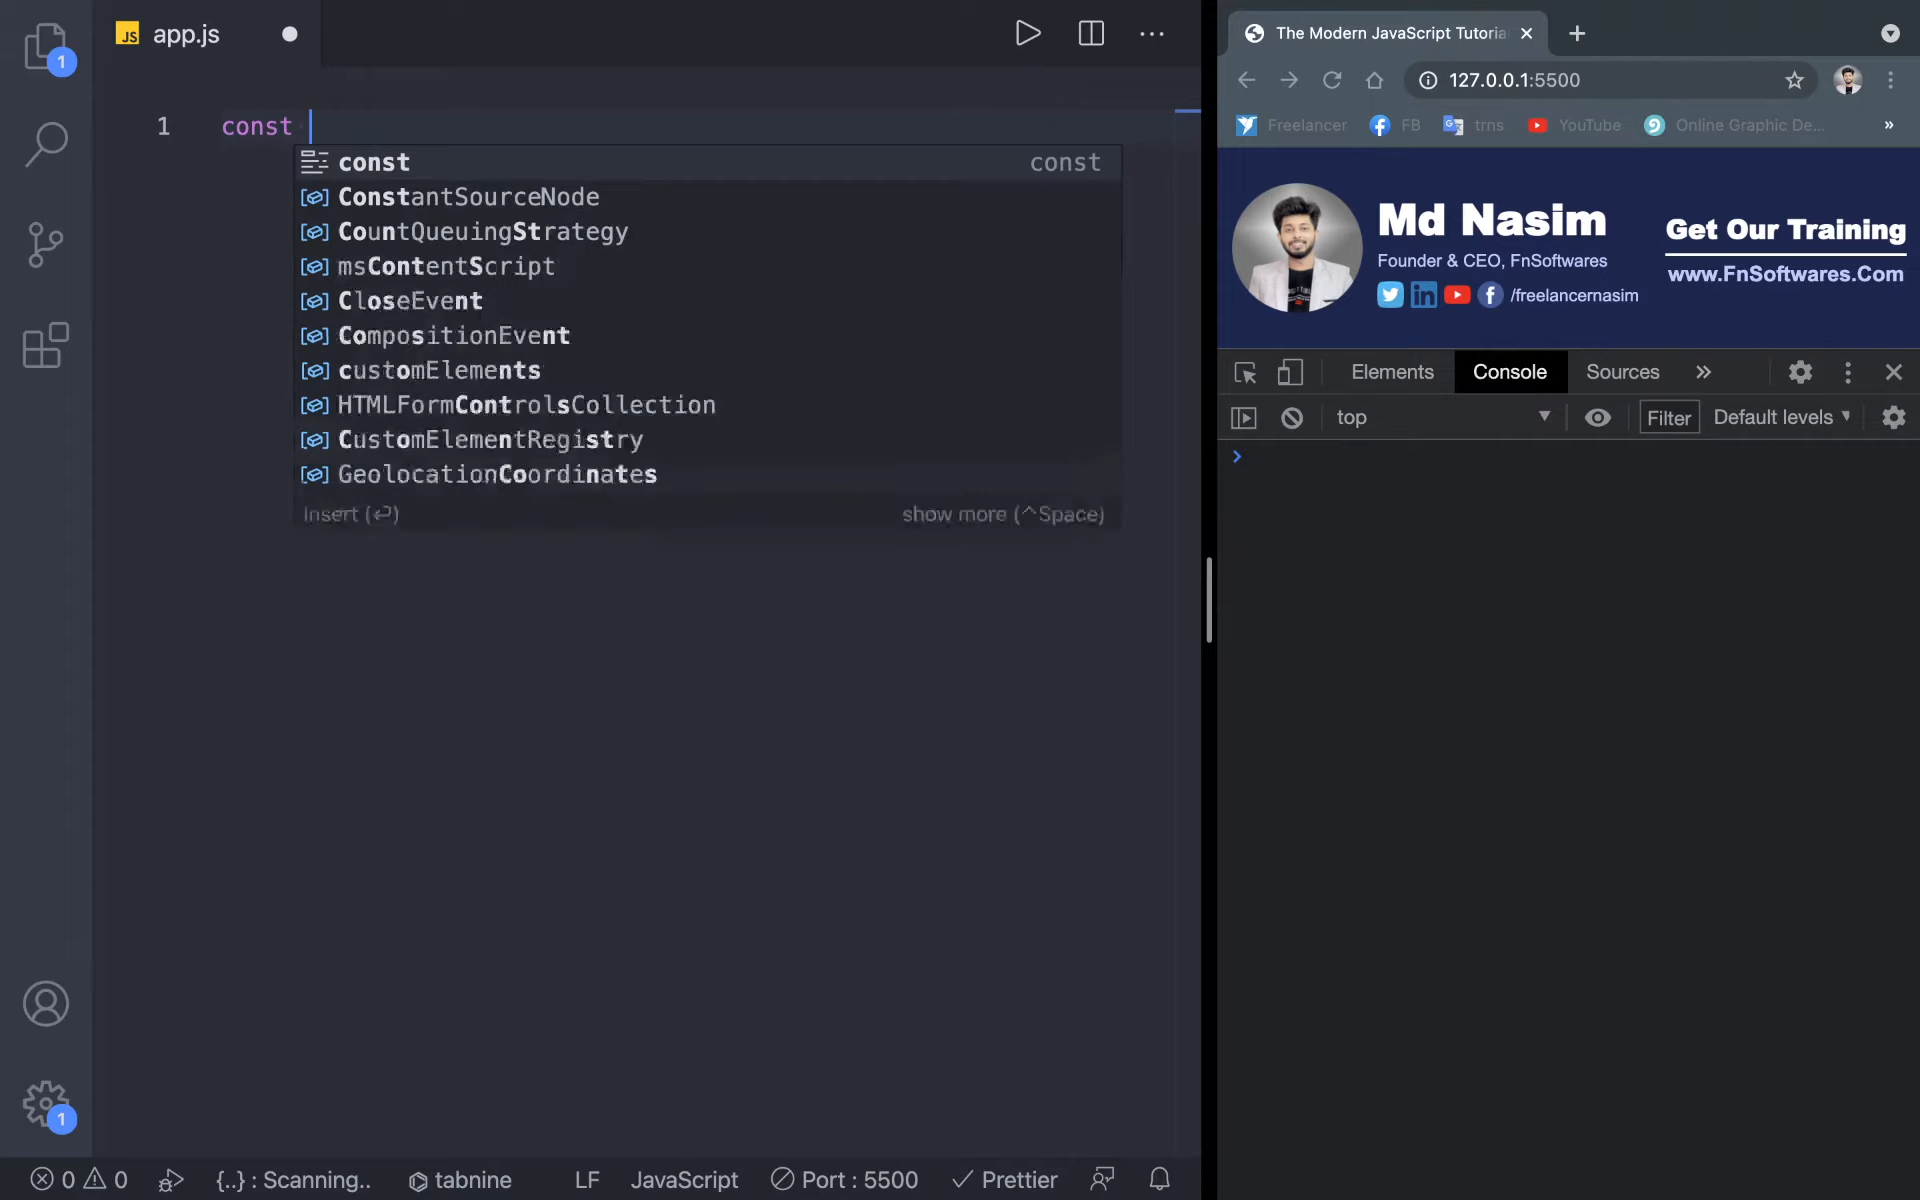 1
JS app.js
1 const
const const
ConstantSourceNode
CountQueuingStrategy
msContentScript
CloseEvent
CompositionEvent
customElements
HTMLFormControlsCollection
CustomElementRegistry
GeolocationCoordinates
Insert (⏎) show more (^Space)
1
0 0 {..} : Scanning.. tabnine LF JavaScript Port : 5500 Prettier
The Modern JavaScript Tutoria
127.0.0.1:5500
Freelancer FB trns YouTube Online Graphic De... »
Md Nasim
Founder & CEO, FnSoftwares
/freelancernasim
Get Our Training
www.FnSoftwares.Com
Elements Console Sources »
top Filter Default levels